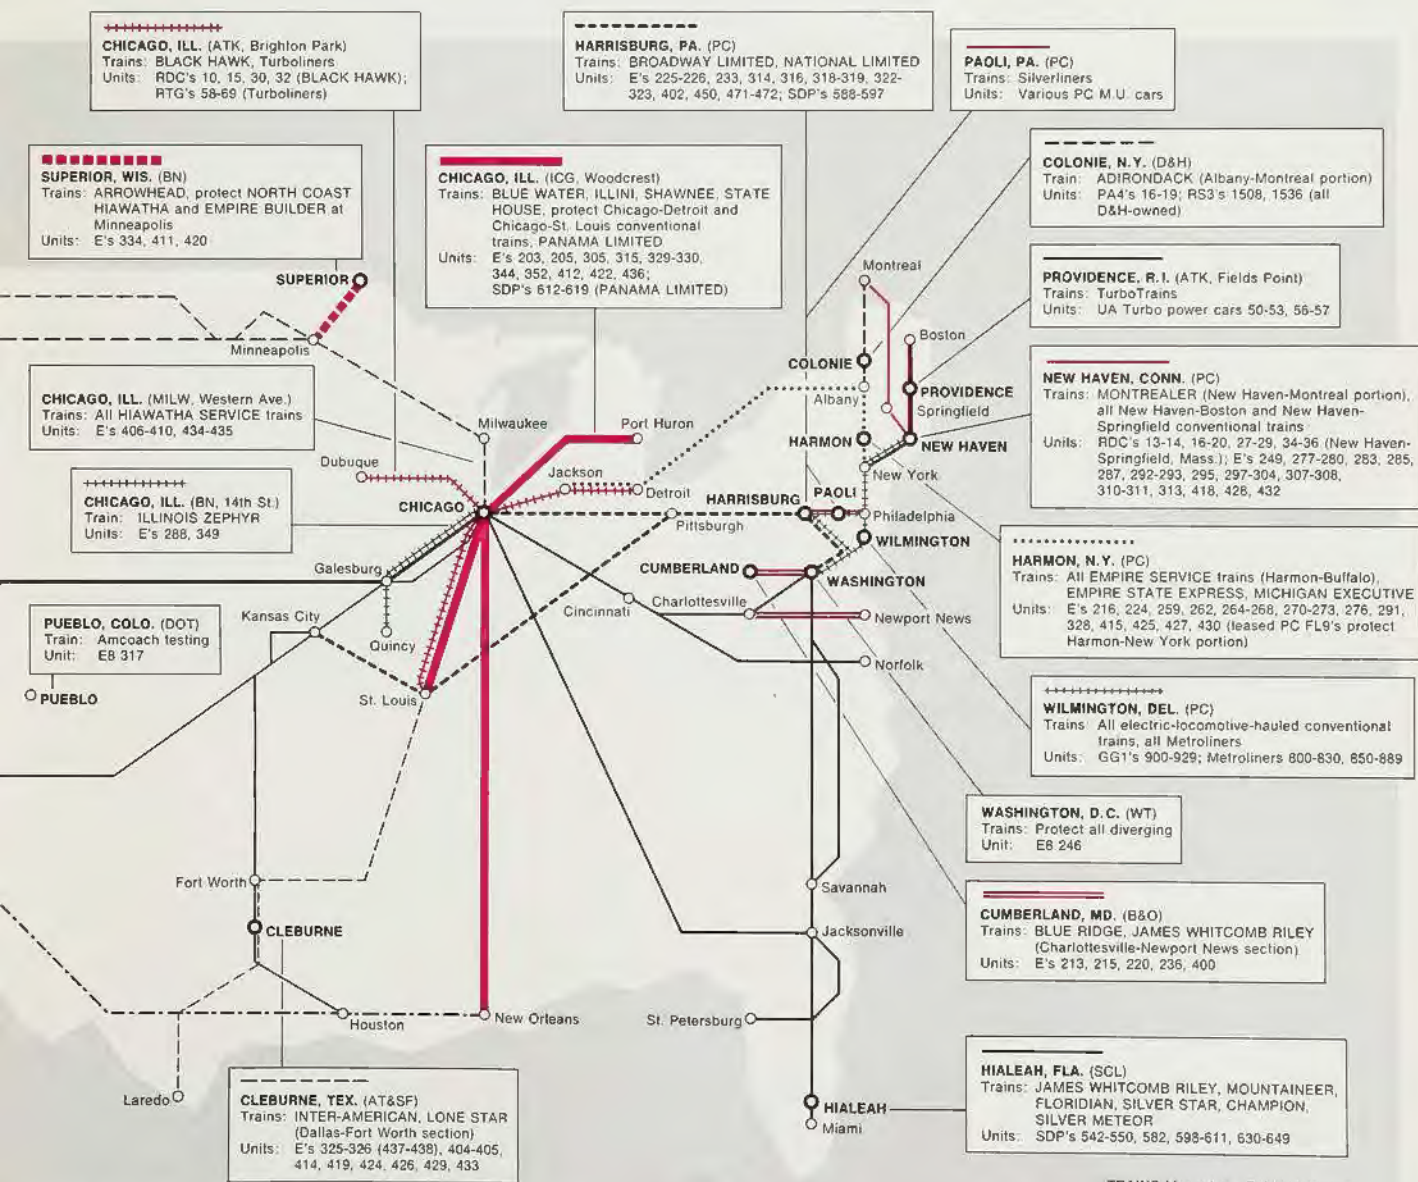 CHICAGO, ILL. (ATK, Brighton Park)
Trains: BLACK HAWK, Turboliners
Units: RDC's 10, 15, 30, 32 (BLACK HAWK);
RTG's 58-69 (Turboliners)
HARRISBURG, PA. (PC)
Trains: BROADWAY LIMITED, NATIONAL LIMITED
Units: E's 225-226, 233, 314, 316, 318-319, 322-
323, 402, 450, 471-472; SDP's 588-597
PAOLI, PA. (PC)
Trains: Silverliners
Units: Various PC M.U. cars
SUPERIOR, WIS. (BN)
Trains: ARROWHEAD, protect NORTH COAST
HIAWATHA and EMPIRE BUILDER at
Minneapolis
Units: E's 334, 411, 420
CHICAGO, ILL. (ICG, Woodcrest)
Trains: BLUE WATER, ILLINI, SHAWNEE, STATE
HOUSE, protect Chicago-Detroit and
Chicago-St. Louis conventional
trains, PANAMA LIMITED
Units: E's 203, 205, 305, 315, 329-330,
344, 352, 412, 422, 436;
SDP's 612-619 (PANAMA LIMITED)
COLONIE, N.Y. (D&H)
Train: ADIRONDACK (Albany-Montreal portion)
Units: PA4's 16-19; RS3's 1508, 1536 (all
D&H-owned)
PROVIDENCE, R.I. (ATK, Fields Point)
Trains: TurboTrains
Units: UA Turbo power cars 50-53, 56-57
SUPERIOR
Minneapolis
Montreal
Boston
COLONIE
Albany
PROVIDENCE
Springfield
HARMON
NEW HAVEN
New York
NEW HAVEN, CONN. (PC)
Trains: MONTREALER (New Haven-Montreal portion),
all New Haven-Boston and New Haven-
Springfield conventional trains
Units: RDC's 13-14, 16-20, 27-29, 34-36 (New Haven-
Springfield, Mass.); E's 249, 277-280, 283, 285,
287, 292-293, 295, 297-304, 307-308,
310-311, 313, 418, 428, 432
CHICAGO, ILL. (MILW, Western Ave.)
Trains: All HIAWATHA SERVICE trains
Units: E's 406-410, 434-435
Milwaukee
Port Huron
Dubuque
Jackson
Detroit
CHICAGO, ILL. (BN, 14th St.)
Train: ILLINOIS ZEPHYR
Units: E's 288, 349
CHICAGO
Pittsburgh
HARRISBURG
PAOLI
Philadelphia
WILMINGTON
CUMBERLAND
WASHINGTON
Galesburg
Cincinnati
Charlottesville
Newport News
Norfolk
HARMON, N.Y. (PC)
Trains: All EMPIRE SERVICE trains (Harmon-Buffalo),
EMPIRE STATE EXPRESS, MICHIGAN EXECUTIVE
Units: E's 216, 224, 259, 262, 264-268, 270-273, 276, 291,
328, 415, 425, 427, 430 (leased PC FL9's protect
Harmon-New York portion)
PUEBLO, COLO. (DOT)
Train: Amcoach testing
Unit: E8 317
PUEBLO
Kansas City
Quincy
St. Louis
WILMINGTON, DEL. (PC)
Trains All electric-locomotive-hauled conventional
trains, all Metroliners
Units: GG1's 900-929; Metroliners 800-830, 850-889
WASHINGTON, D.C. (WT)
Trains: Protect all diverging
Unit: E8 246
Fort Worth
CLEBURNE
Savannah
Jacksonville
CUMBERLAND, MD. (B&O)
Trains: BLUE RIDGE, JAMES WHITCOMB RILEY
(Charlottesville-Newport News section)
Units: E's 213, 215, 220, 236, 400
Houston
New Orleans
St. Petersburg
Laredo
CLEBURNE, TEX. (AT&SF)
Trains: INTER-AMERICAN, LONE STAR
(Dallas-Fort Worth section)
Units: E's 325-326 (437-438), 404-405,
414, 419, 424, 426, 429, 433
HIALEAH
Miami
HIALEAH, FLA. (SCL)
Trains: JAMES WHITCOMB RILEY, MOUNTAINEER,
FLORIDIAN, SILVER STAR, CHAMPION,
SILVER METEOR
Units: SDP's 542-550, 582, 598-611, 630-649